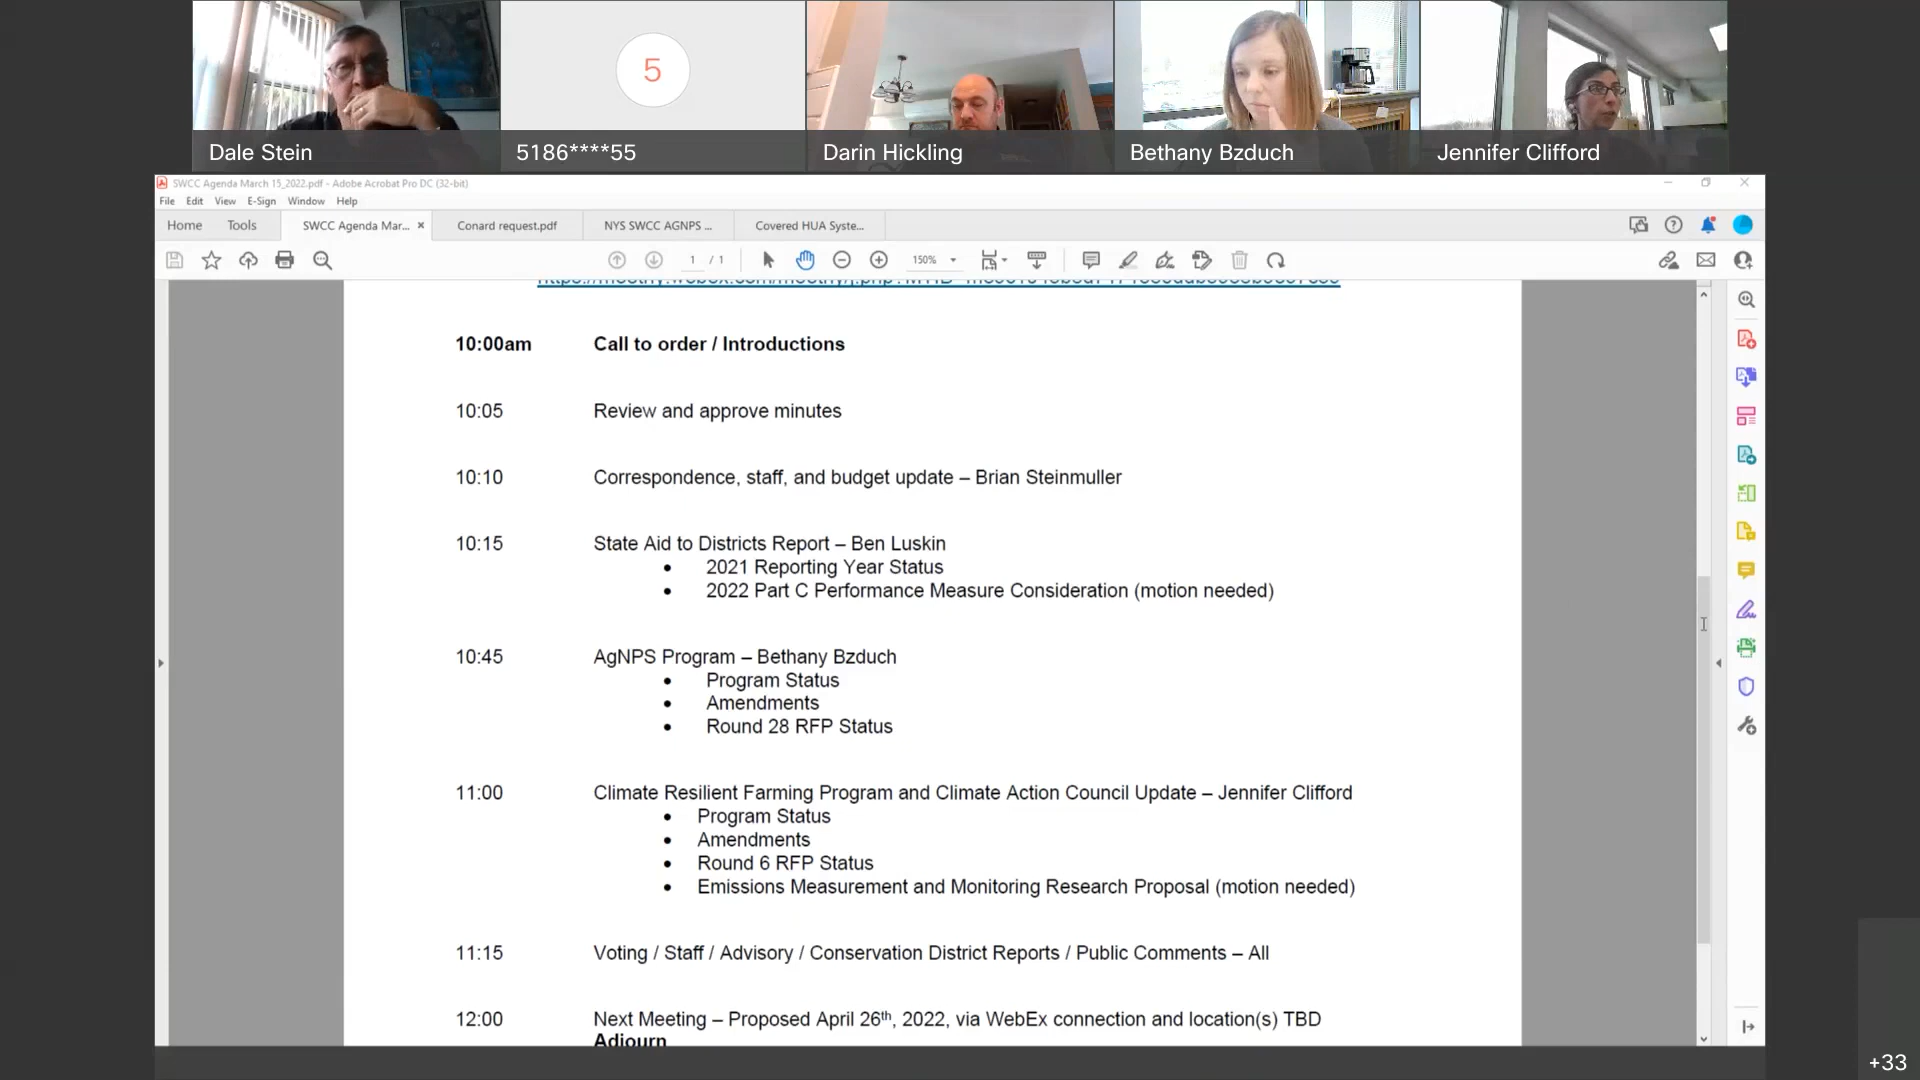 5
Dale Stein
5186****55
Darin Hickling
Bethany Bzduch
Jennifer Clifford
SWCC Agenda March 15_2022.pdf - Adobe Acrobat Pro DC (32-bit)
File Edit View E-Sign Window Help
Home Tools SWCC Agenda Mar... × Conard request.pdf NYS SWCC AGNPS ... Covered HUA Syste...
1 / 1 150%
10:00am Call to order / Introductions
10:05 Review and approve minutes
10:10 Correspondence, staff, and budget update – Brian Steinmuller
10:15 State Aid to Districts Report – Ben Luskin
• 2021 Reporting Year Status
• 2022 Part C Performance Measure Consideration (motion needed)
10:45 AgNPS Program – Bethany Bzduch
• Program Status
• Amendments
• Round 28 RFP Status
11:00 Climate Resilient Farming Program and Climate Action Council Update – Jennifer Clifford
• Program Status
• Amendments
• Round 6 RFP Status
• Emissions Measurement and Monitoring Research Proposal (motion needed)
11:15 Voting / Staff / Advisory / Conservation District Reports / Public Comments – All
12:00 Next Meeting – Proposed April 26th, 2022, via WebEx connection and location(s) TBD
Adjourn
+33